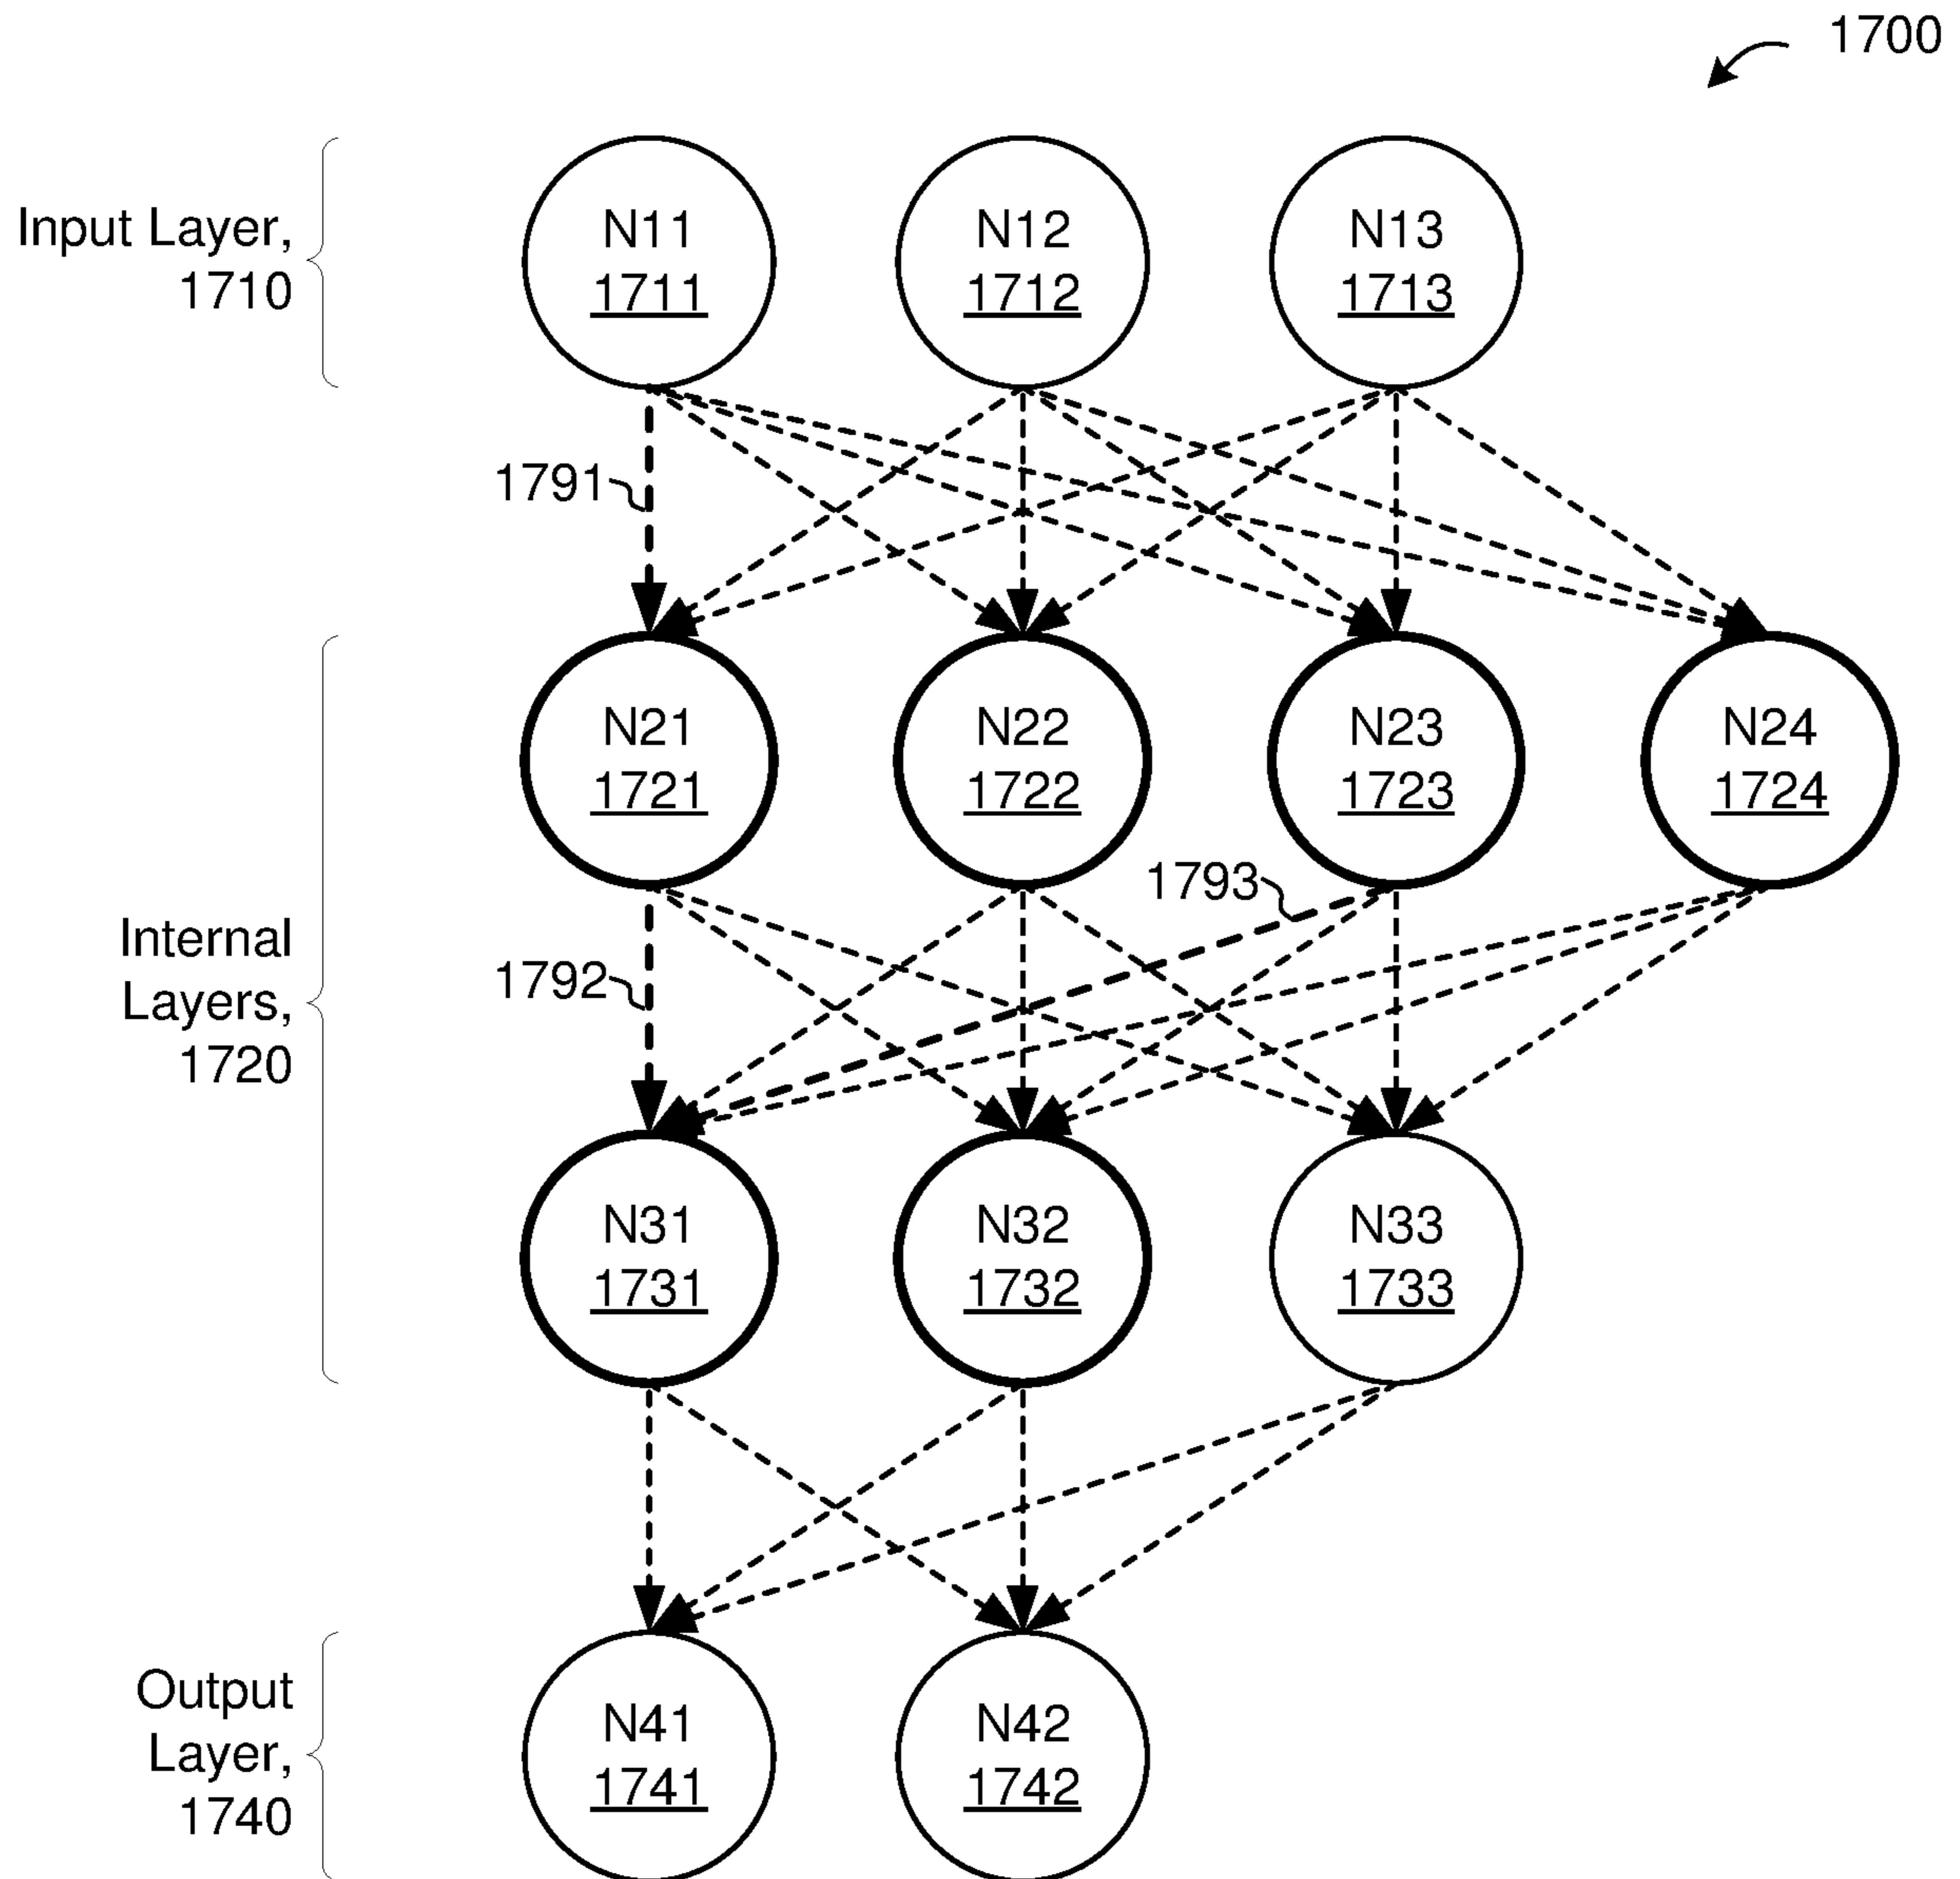 1700
Input Layer,
1710
N11
1711
N12
1712
N13
1713
1791
N21
1721
N22
1722
N23
1723
N24
1724
1793
Internal
Layers,
1720
1792
N31
1731
N32
1732
N33
1733
Output
Layer,
1740
N41
1741
N42
1742